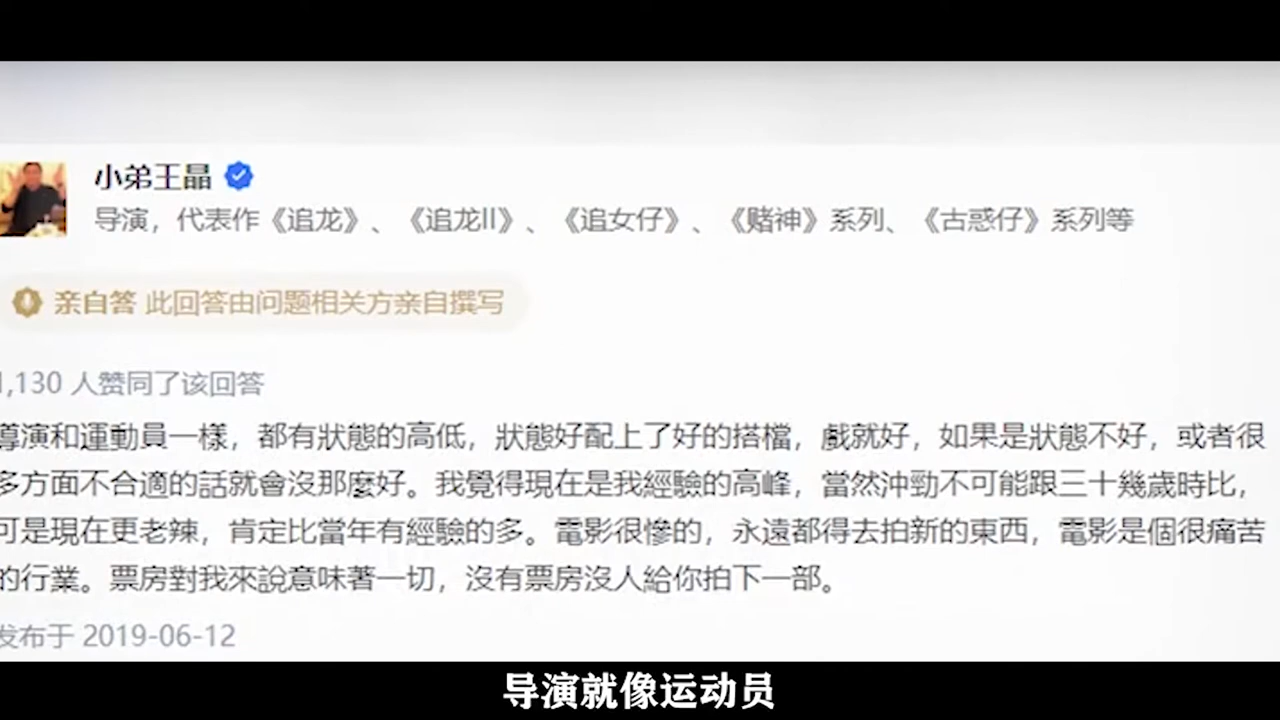 小弟王晶
导演，代表作《追龙》、《追龙II》、《追女仔》、《赌神》系列、《古惑仔》系列等
亲自答 此回答由问题相关方亲自撰写
1,130 人赞同了该回答
導演和運動員一樣，都有狀態的高低，狀態好配上了好的搭檔，戲就好，如果是狀態不好，或者很
多方面不合適的話就會沒那麼好。我覺得現在是我經驗的高峰，當然沖勁不可能跟三十幾歲時比，
可是現在更老辣，肯定比當年有經驗的多。電影很慘的，永遠都得去拍新的東西，電影是個很痛苦
的行業。票房對我來說意味著一切，沒有票房沒人給你拍下一部。
发布于 2019-06-12
导演就像运动员